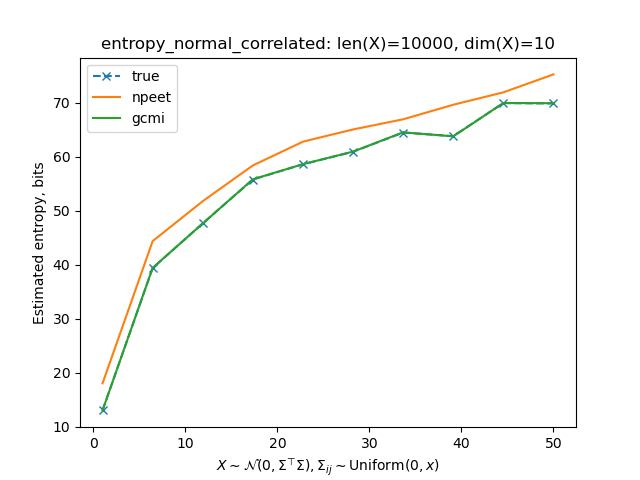 entropy_normal_correlated: len(X)=10000, dim(X)=10
true
npeet
gcmi
Estimated entropy, bits
70
60
50
40
30
20
10
0 10 20 30 40 50
X ∼ 𝒩(0, Σ⊤Σ), Σij ∼ Uniform(0, x)